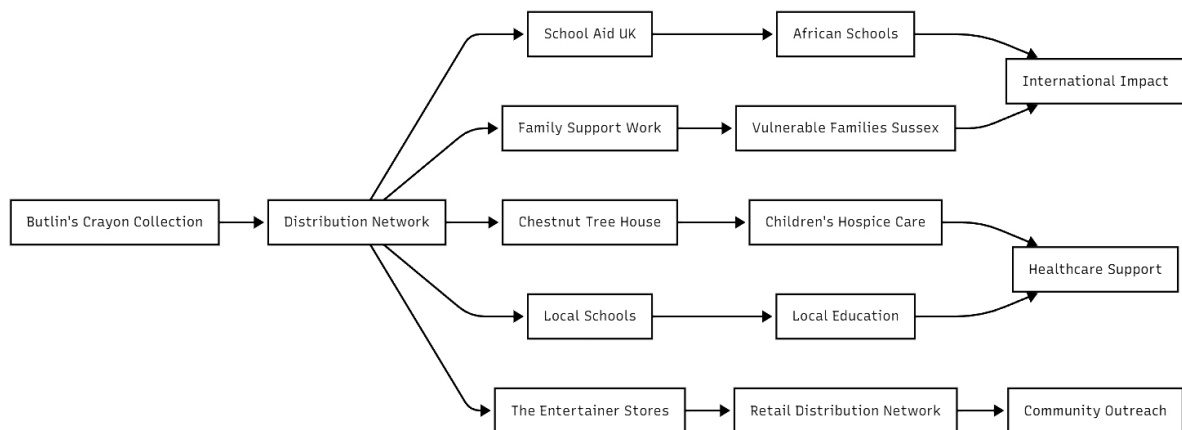 School Aid UK
African Schools
International Impact
Family Support Work
Vulnerable Families Sussex
Butlin's Crayon Collection
Distribution Network
Chestnut Tree House
Children's Hospice Care
Healthcare Support
Local Schools
Local Education
The Entertainer Stores
Retail Distribution Network
Community Outreach